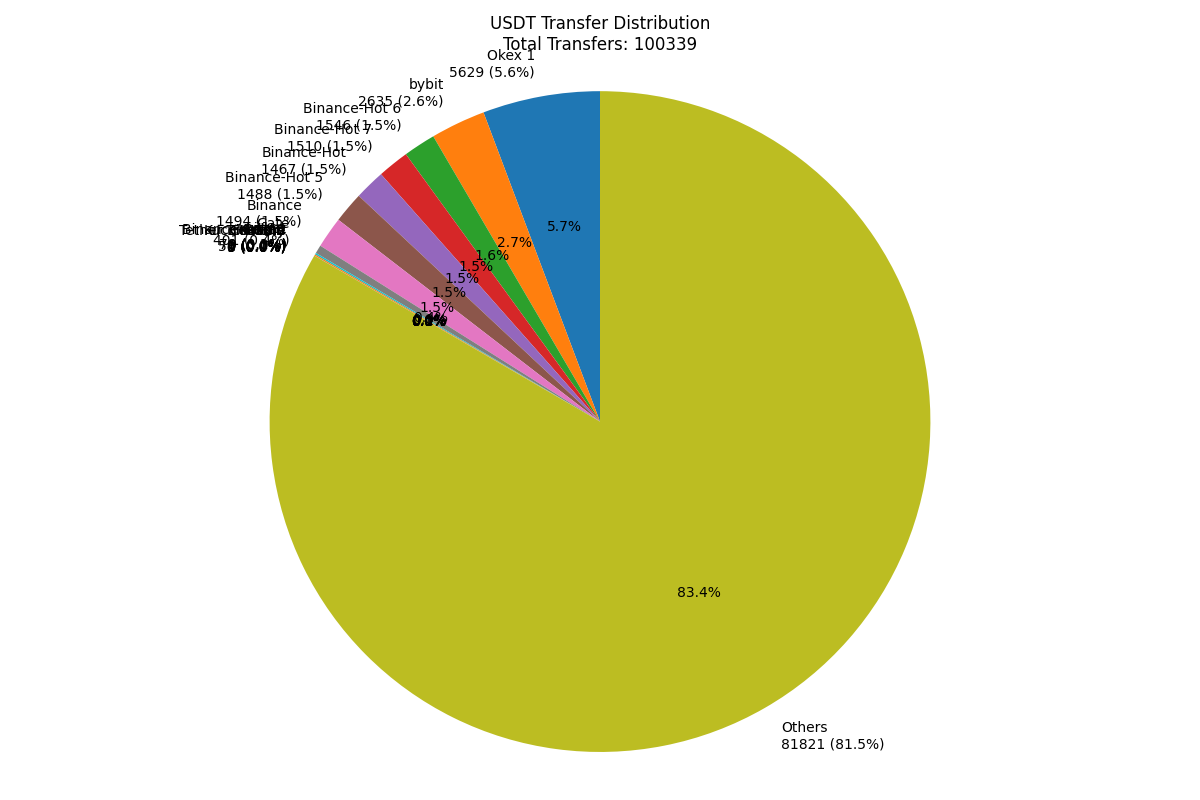 USDT Transfer Distribution
Total Transfers: 100339
Okex 1
5629 (5.6%)
bybit
2635 (2.6%)
Binance-Hot 6
1546 (1.5%)
Binance-Hot 7
1510 (1.5%)
Binance-Hot
1467 (1.5%)
Binance-Hot 5
1488 (1.5%)
Binance
1494 (1.5%)
5.7%
2.7%
1.6%
1.5%
1.5%
1.5%
1.5%
83.4%
Others
81821 (81.5%)